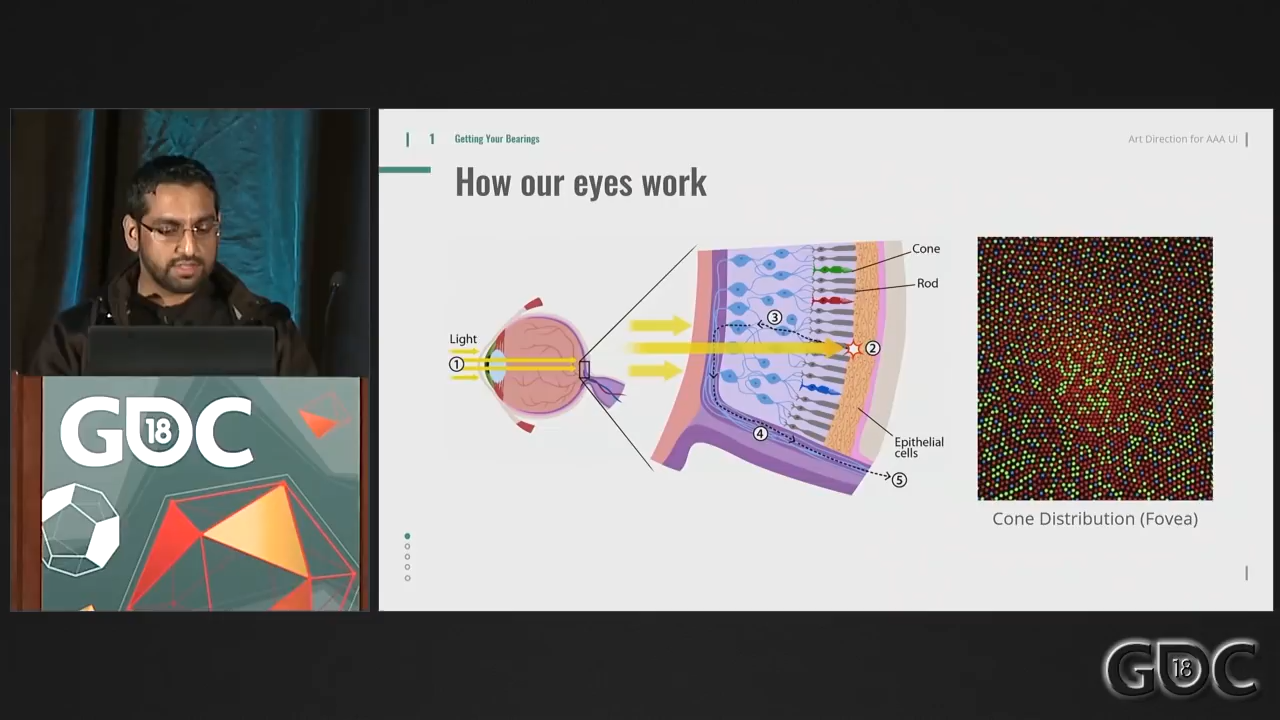 1 Getting Your Bearings
Art Direction for AAA UI
How our eyes work
Light
1
Cone
Rod
3
2
4
Epithelial
cells
5
Cone Distribution (Fovea)
GDC
18
GDC
18